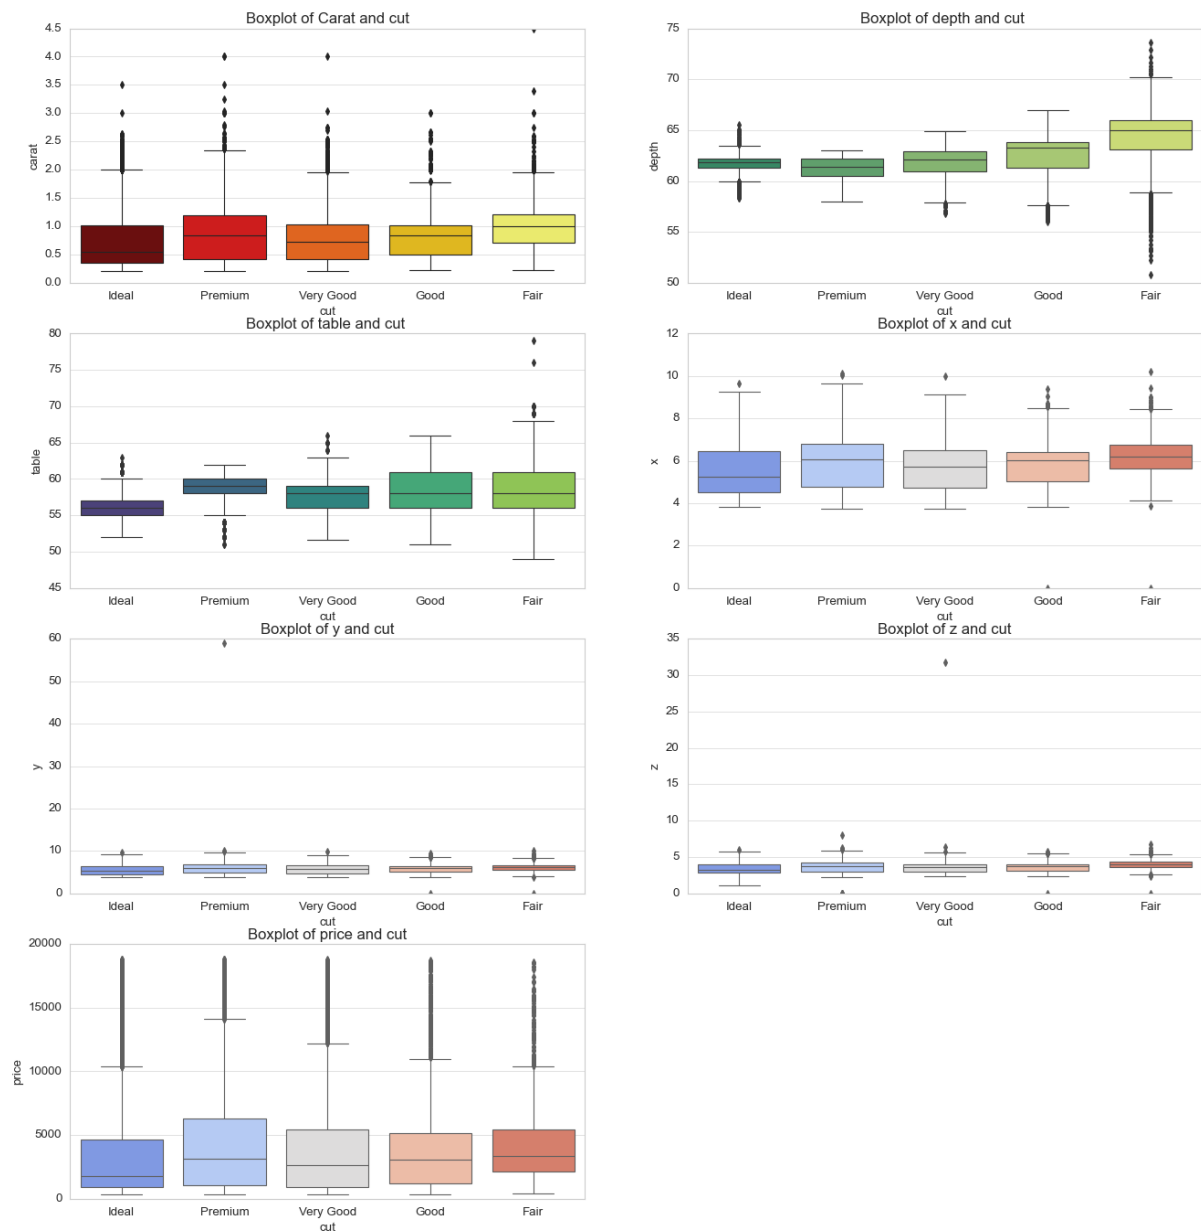 Boxplot of Carat and cut
4.5
4.0
3.5
3.0
2.5
2.0
1.5
1.0
0.5
0.0
carat
Ideal Premium Very Good Good Fair
cut
Boxplot of depth and cut
75
70
65
60
55
50
depth
Ideal Premium Very Good Good Fair
cut
Boxplot of table and cut
80
75
70
65
60
55
50
45
table
Ideal Premium Very Good Good Fair
cut
Boxplot of x and cut
12
10
8
6
4
2
0
x
Ideal Premium Very Good Good Fair
cut
Boxplot of y and cut
60
50
40
30
20
10
0
y
Ideal Premium Very Good Good Fair
cut
Boxplot of z and cut
35
30
25
20
15
10
5
0
z
Ideal Premium Very Good Good Fair
cut
Boxplot of price and cut
20000
15000
10000
5000
0
price
Ideal Premium Very Good Good Fair
cut